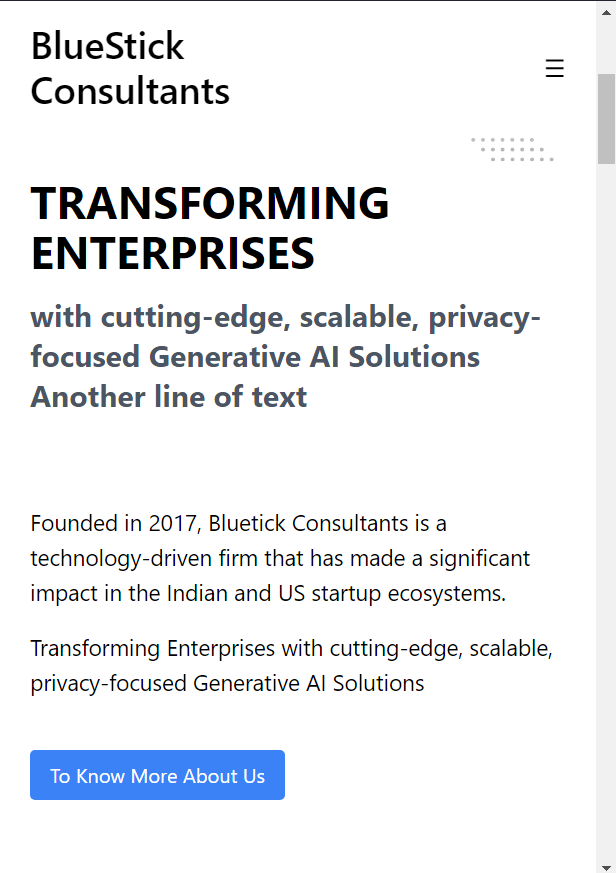 BlueStick
Consultants
TRANSFORMING
ENTERPRISES
with cutting-edge, scalable, privacy-
focused Generative AI Solutions
Another line of text
Founded in 2017, Bluetick Consultants is a
technology-driven firm that has made a significant
impact in the Indian and US startup ecosystems.
Transforming Enterprises with cutting-edge, scalable,
privacy-focused Generative AI Solutions
To Know More About Us